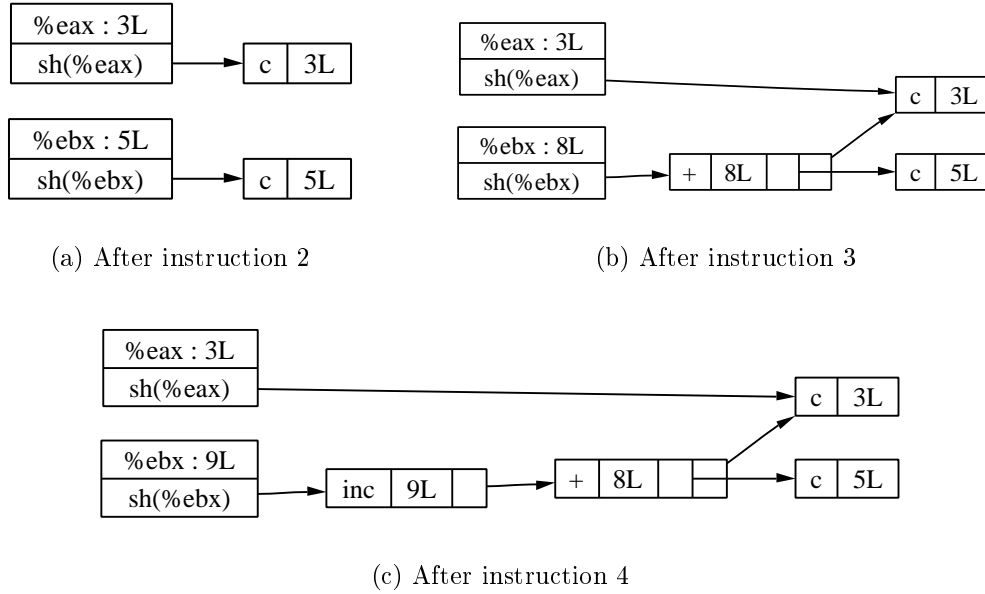 %eax : 3L
sh(%eax)
c 3L
%ebx : 5L
sh(%ebx)
c 5L
(a) After instruction 2
%eax : 3L
sh(%eax)
c 3L
%ebx : 8L
sh(%ebx)
+ 8L
c 5L
(b) After instruction 3
%eax : 3L
sh(%eax)
c 3L
%ebx : 9L
sh(%ebx)
inc 9L
+ 8L
c 5L
(c) After instruction 4